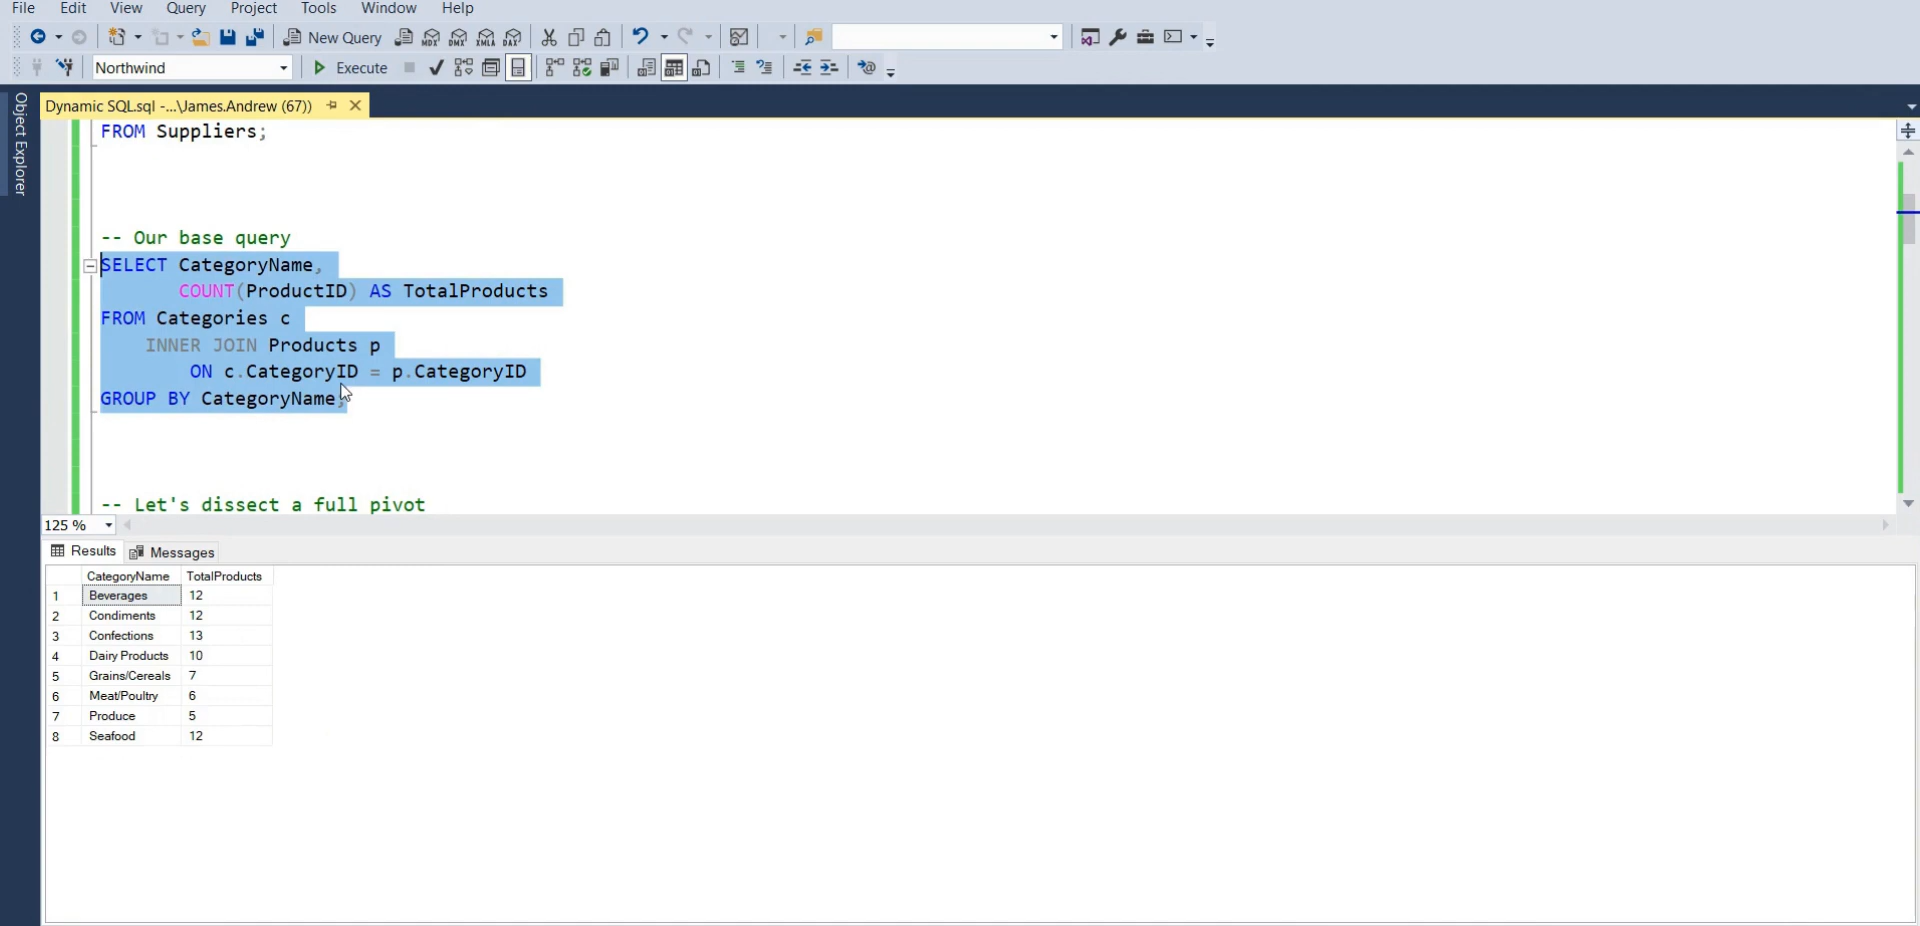 File Edit View Query Project Tools Window Help
New Query MDX DMX XMLA DAX
Northwind Execute
Dynamic SQL.sql -...\James.Andrew (67))
Object Explorer
FROM Suppliers;
-- Our base query
SELECT CategoryName,
COUNT(ProductID) AS TotalProducts
FROM Categories c
INNER JOIN Products p
ON c.CategoryID = p.CategoryID
GROUP BY CategoryName;
-- Let's dissect a full pivot
125 %
Results Messages
CategoryName TotalProducts
1 Beverages 12
2 Condiments 12
3 Confections 13
4 Dairy Products 10
5 Grains/Cereals 7
6 Meat/Poultry 6
7 Produce 5
8 Seafood 12